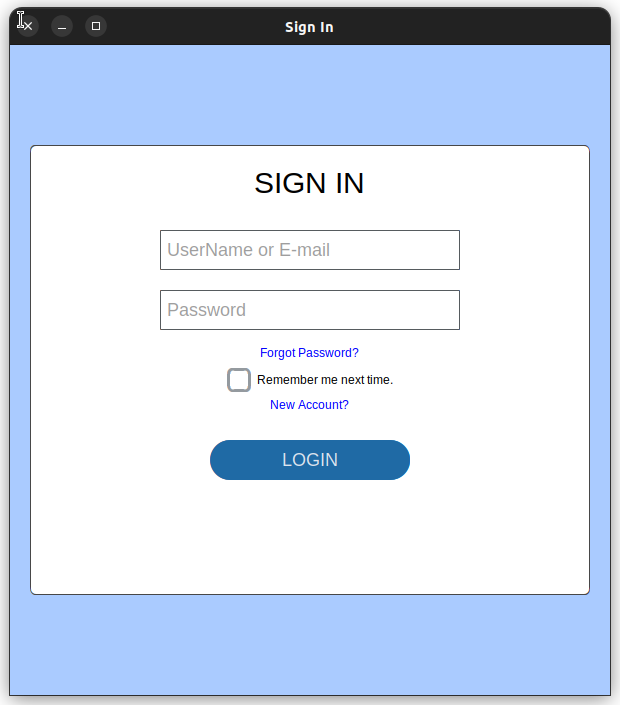 Sign In
SIGN IN
UserName or E-mail
Password
Forgot Password?
Remember me next time.
New Account?
LOGIN